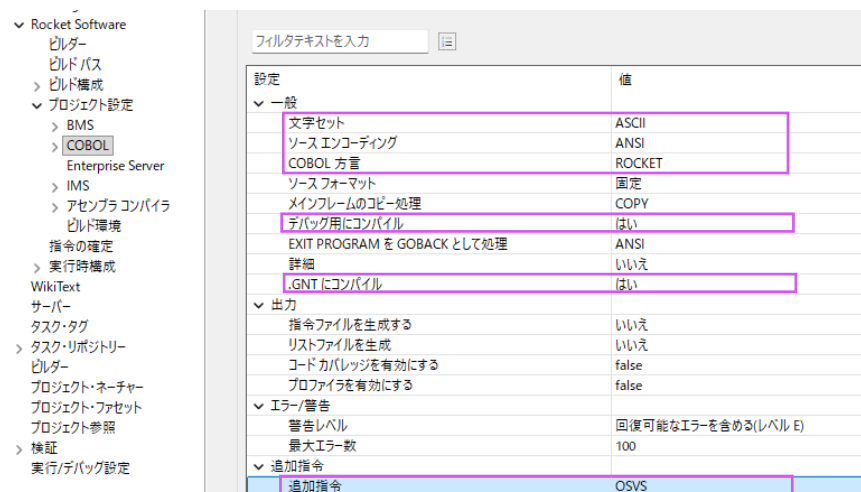 Rocket Software
ビルダー
ビルド パス
ビルド構成
プロジェクト設定
BMS
COBOL
Enterprise Server
IMS
アセンブラ コンパイラ
ビルド環境
指令の確定
実行時構成
WikiText
サーバー
タスク・タグ
タスク・リポジトリー
ビルダー
プロジェクト・ネーチャー
プロジェクト・ファセット
プロジェクト参照
検証
実行/デバッグ設定
フィルタテキストを入力
設定 値
一般
文字セット ASCII
ソース エンコーディング ANSI
COBOL 方言 ROCKET
ソース フォーマット 固定
メインフレームのコピー処理 COPY
デバッグ用にコンパイル はい
EXIT PROGRAM を GOBACK として処理 ANSI
詳細 いいえ
.GNT にコンパイル はい
出力
指令ファイルを生成する いいえ
リストファイルを生成 いいえ
コード カバレッジを有効にする false
プロファイラを有効にする false
エラー/警告
警告レベル 回復可能なエラーを含める(レベル E)
最大エラー数 100
追加指令
追加指令 OSVS